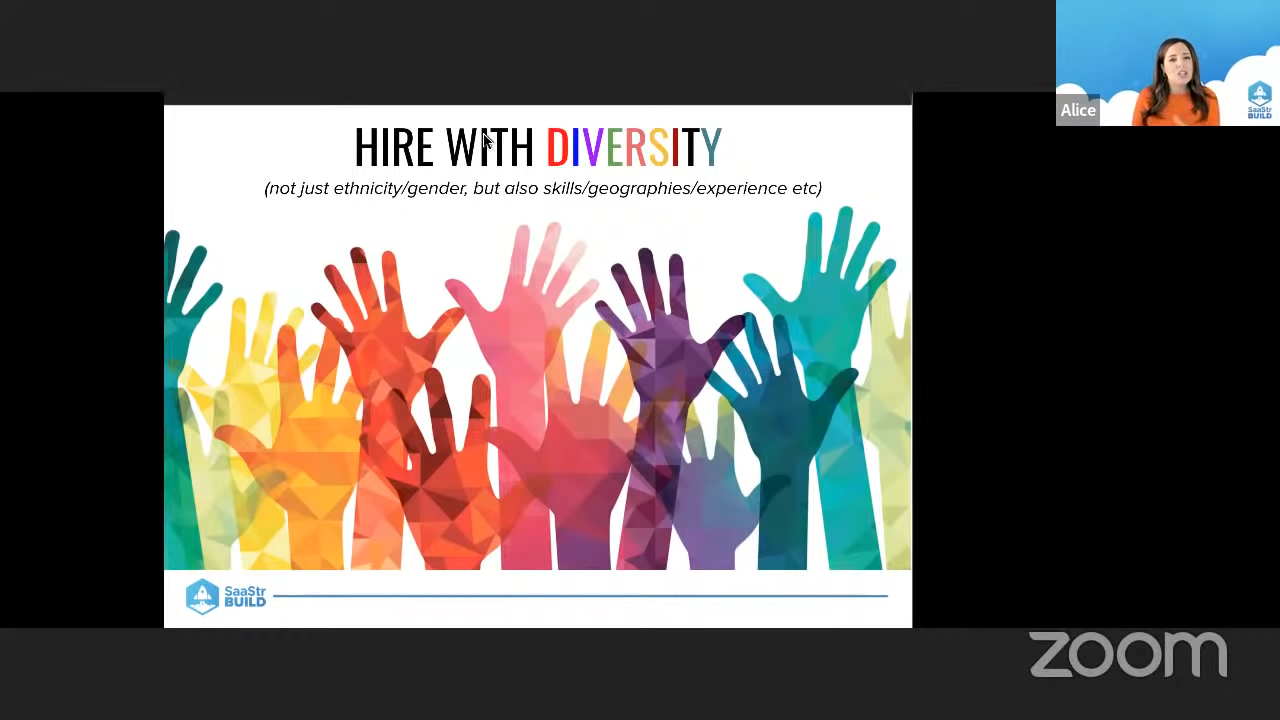 HIRE WITH DIVERSITY
(not just ethnicity/gender, but also skills/geographies/experience etc)
Alice
SaaStr
BUILD
SaaStr
BUILD
zoom